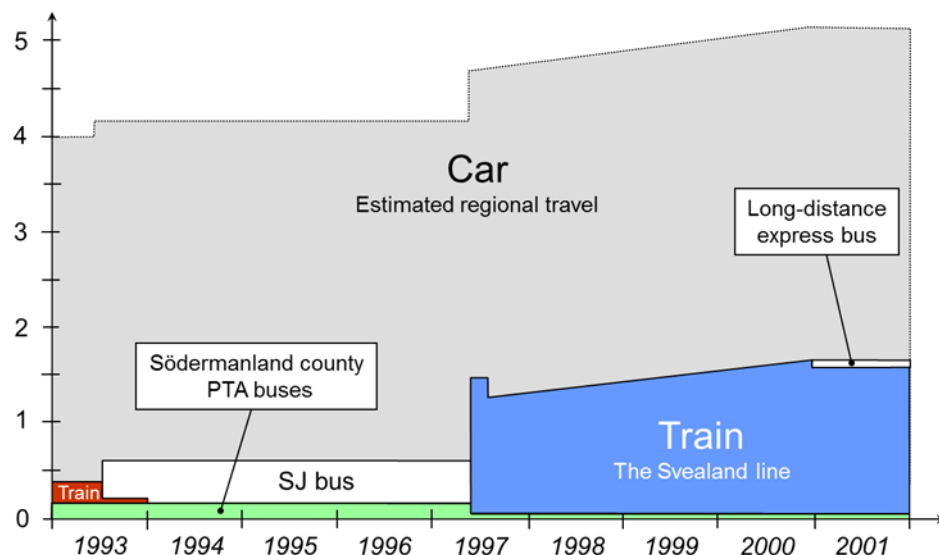 5
4
3
2
1
0
Car
Estimated regional travel
Long-distance
express bus
Södermanland county
PTA buses
Train
SJ bus
Train
The Svealand line
1993 1994 1995 1996 1997 1998 1999 2000 2001